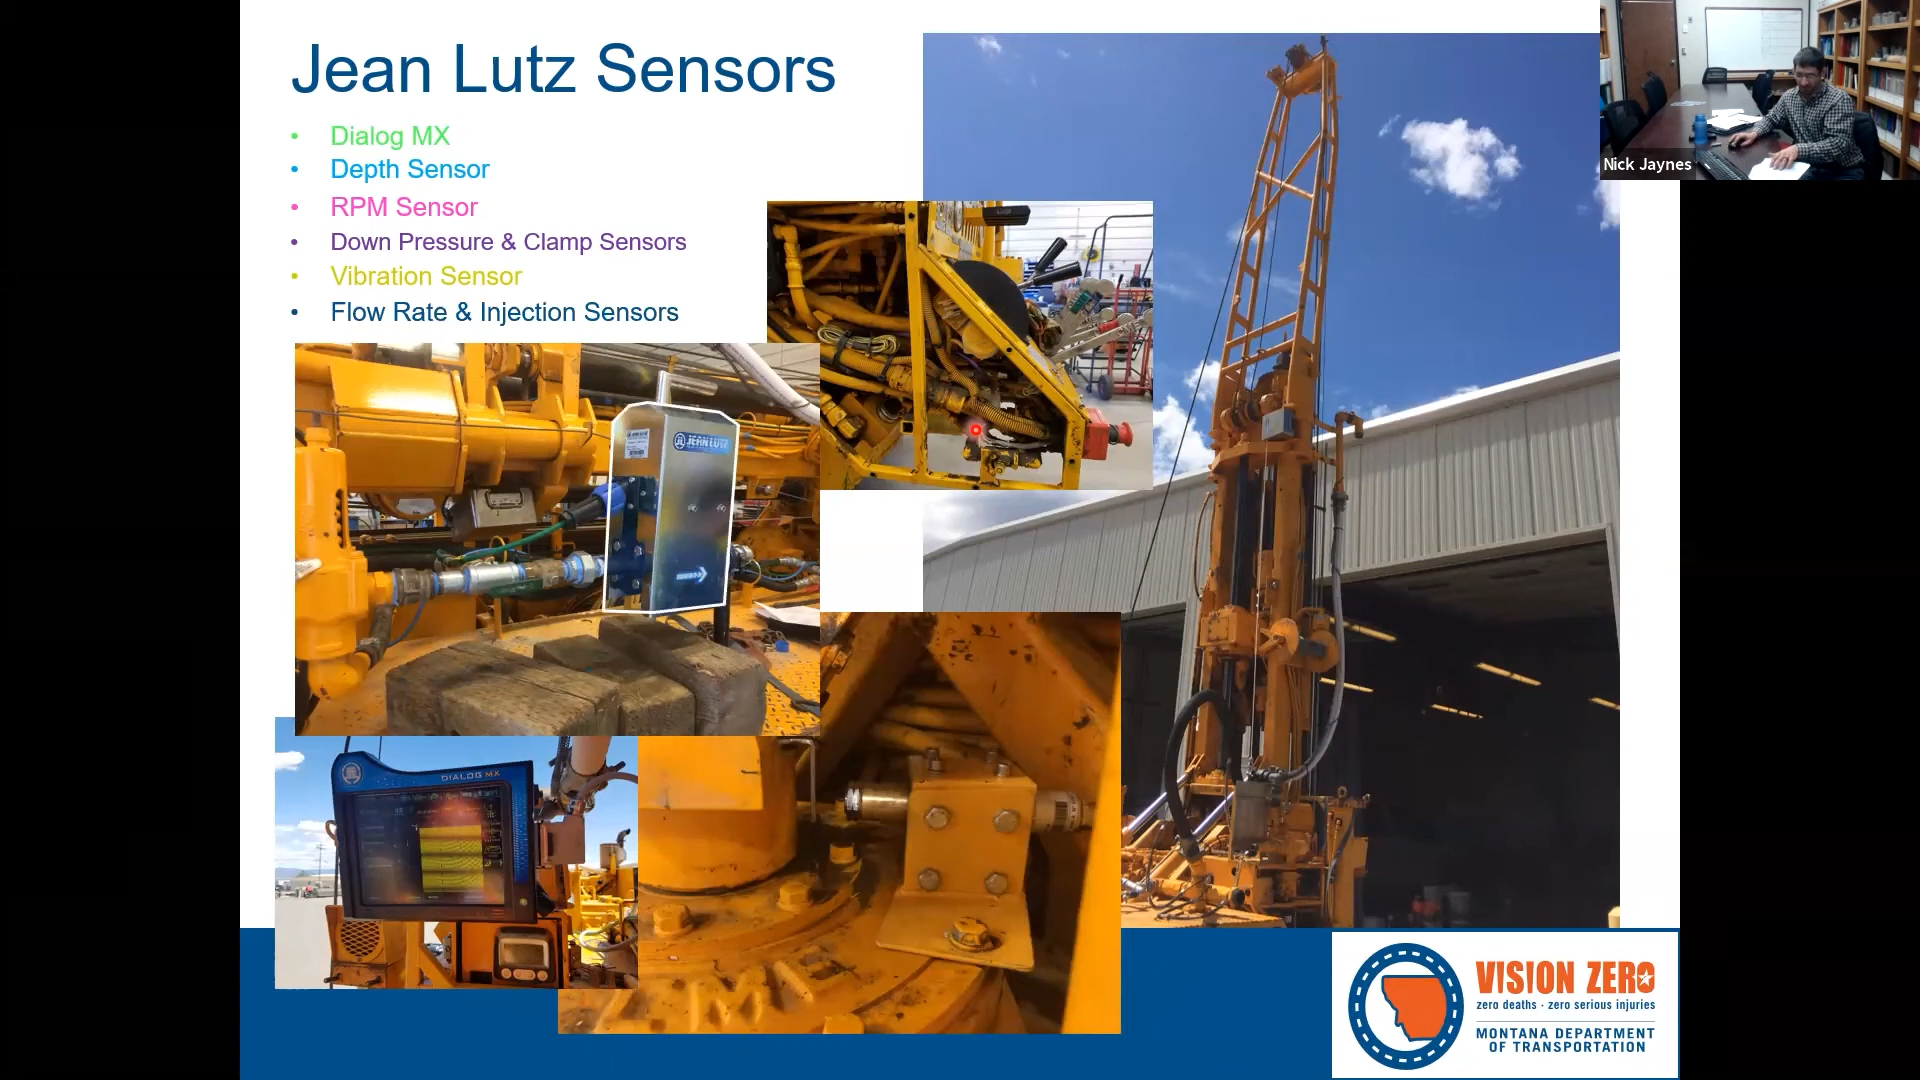 Jean Lutz Sensors
• Dialog MX
• Depth Sensor
• RPM Sensor
• Down Pressure & Clamp Sensors
• Vibration Sensor
• Flow Rate & Injection Sensors
Nick Jaynes
JEAN LUTZ
DIALOG MX
VISION ZERO
zero deaths · zero serious injuries
MONTANA DEPARTMENT
OF TRANSPORTATION